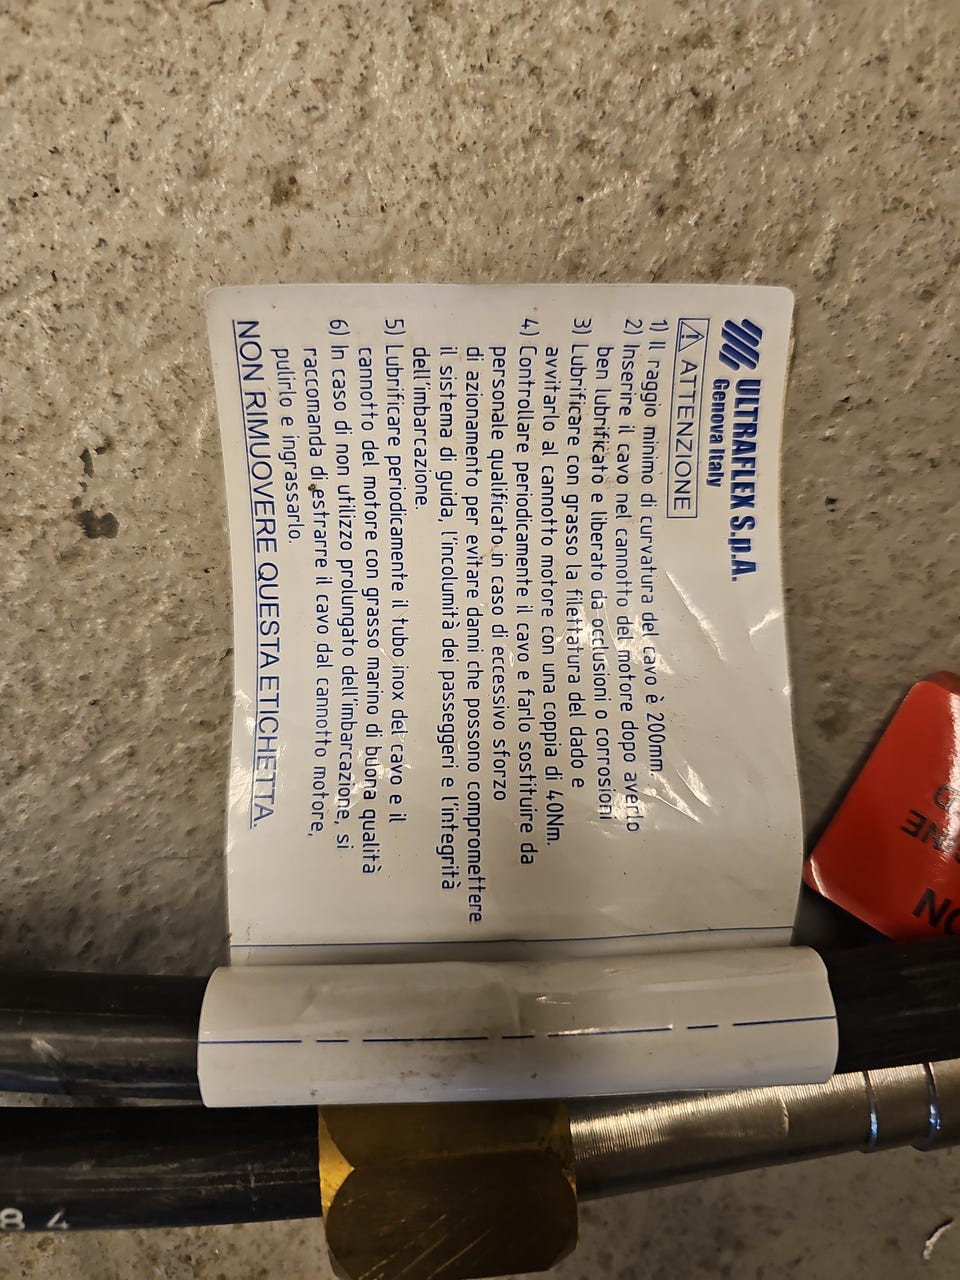 ULTRAFLEX S.p.A.
Genova Italy
ATTENZIONE
1) Il raggio minimo di curvatura del cavo è 200mm.
2) Inserire il cavo nel cannotto del motore dopo averlo
ben lubrificato e liberato da occlusioni o corrosioni
3) Lubrificare con grasso la filettatura del dado e
avvitarlo al cannotto motore con una coppia di 40Nm.
4) Controllare periodicamente il cavo e farlo sostituire da
personale qualificato in caso di eccessivo sforzo
di azionamento per evitare danni che possono compromettere
il sistema di guida, l'incolumità dei passeggeri e l'integrità
dell'imbarcazione.
5) Lubrificare periodicamente il tubo inox del cavo e il
cannotto del motore con grasso marino di buona qualità
6) In caso di non utilizzo prolungato dell'imbarcazione, si
raccomanda di estrarre il cavo dal cannotto motore,
pulirlo e ingrassarlo.
NON RIMUOVERE QUESTA ETICHETTA.
84